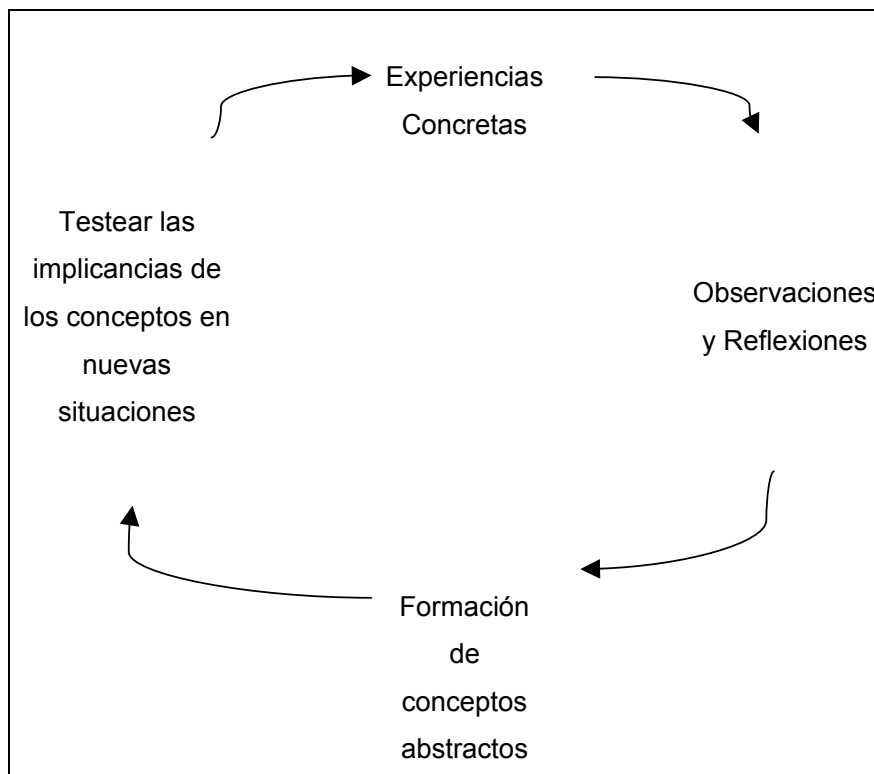 Experiencias
Concretas
Observaciones
y Reflexiones
Formación
de
conceptos
abstractos
Testear las
implicancias de
los conceptos en
nuevas
situaciones